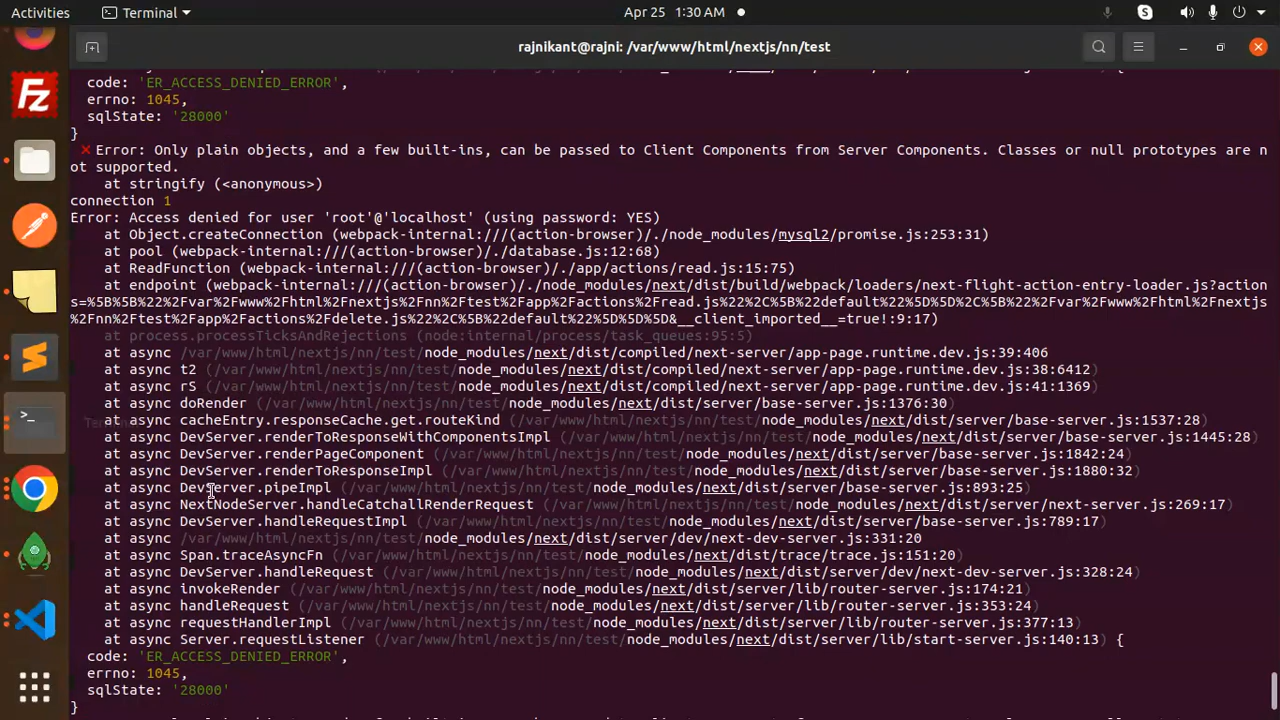 Activities
Terminal
Apr 25 1:30 AM
rajnikant@rajni: /var/www/html/nextjs/nn/test
code: 'ER_ACCESS_DENIED_ERROR',
errno: 1045,
sqlState: '28000'
}
❌ Error: Only plain objects, and a few built-ins, can be passed to Client Components from Server Components. Classes or null prototypes are n
ot supported.
at stringify (<anonymous>)
connection 1
Error: Access denied for user 'root'@'localhost' (using password: YES)
at Object.createConnection (webpack-internal:///(action-browser)/./node_modules/mysql2/promise.js:253:31)
at pool (webpack-internal:///(action-browser)/./database.js:12:68)
at ReadFunction (webpack-internal:///(action-browser)/./app/actions/read.js:15:75)
at endpoint (webpack-internal:///(action-browser)/./node_modules/next/dist/build/webpack/loaders/next-flight-action-entry-loader.js?action
s=%5B%5B%22%2Fvar%2Fwww%2Fhtml%2Fnextjs%2Fnn%2Ftest%2Fapp%2Factions%2Fread.js%22%2C%5B%22default%22%5D%5D%2C%5B%22%2Fvar%2Fwww%2Fhtml%2Fnextjs
%2Fnn%2Ftest%2Fapp%2Factions%2Fdelete.js%22%2C%5B%22default%22%5D%5D%5D&__client_imported__=true!:9:17)
at process.processTicksAndRejections (node:internal/process/task_queues:95:5)
at async /var/www/html/nextjs/nn/test/node_modules/next/dist/compiled/next-server/app-page.runtime.dev.js:39:406
at async t2 (/var/www/html/nextjs/nn/test/node_modules/next/dist/compiled/next-server/app-page.runtime.dev.js:38:6412)
at async rS (/var/www/html/nextjs/nn/test/node_modules/next/dist/compiled/next-server/app-page.runtime.dev.js:41:1369)
at async doRender (/var/www/html/nextjs/nn/test/node_modules/next/dist/server/base-server.js:1376:30)
at async cacheEntry.responseCache.get.routeKind (/var/www/html/nextjs/nn/test/node_modules/next/dist/server/base-server.js:1537:28)
at async DevServer.renderToResponseWithComponentsImpl (/var/www/html/nextjs/nn/test/node_modules/next/dist/server/base-server.js:1445:28)
at async DevServer.renderPageComponent (/var/www/html/nextjs/nn/test/node_modules/next/dist/server/base-server.js:1842:24)
at async DevServer.renderToResponseImpl (/var/www/html/nextjs/nn/test/node_modules/next/dist/server/base-server.js:1880:32)
at async DevServer.pipeImpl (/var/www/html/nextjs/nn/test/node_modules/next/dist/server/base-server.js:893:25)
at async NextNodeServer.handleCatchallRenderRequest (/var/www/html/nextjs/nn/test/node_modules/next/dist/server/next-server.js:269:17)
at async DevServer.handleRequestImpl (/var/www/html/nextjs/nn/test/node_modules/next/dist/server/base-server.js:789:17)
at async /var/www/html/nextjs/nn/test/node_modules/next/dist/server/dev/next-dev-server.js:331:20
at async Span.traceAsyncFn (/var/www/html/nextjs/nn/test/node_modules/next/dist/trace/trace.js:151:20)
at async DevServer.handleRequest (/var/www/html/nextjs/nn/test/node_modules/next/dist/server/dev/next-dev-server.js:328:24)
at async invokeRender (/var/www/html/nextjs/nn/test/node_modules/next/dist/server/lib/router-server.js:174:21)
at async handleRequest (/var/www/html/nextjs/nn/test/node_modules/next/dist/server/lib/router-server.js:353:24)
at async requestHandlerImpl (/var/www/html/nextjs/nn/test/node_modules/next/dist/server/lib/router-server.js:377:13)
at async Server.requestListener (/var/www/html/nextjs/nn/test/node_modules/next/dist/server/lib/start-server.js:140:13) {
code: 'ER_ACCESS_DENIED_ERROR',
errno: 1045,
sqlState: '28000'
}